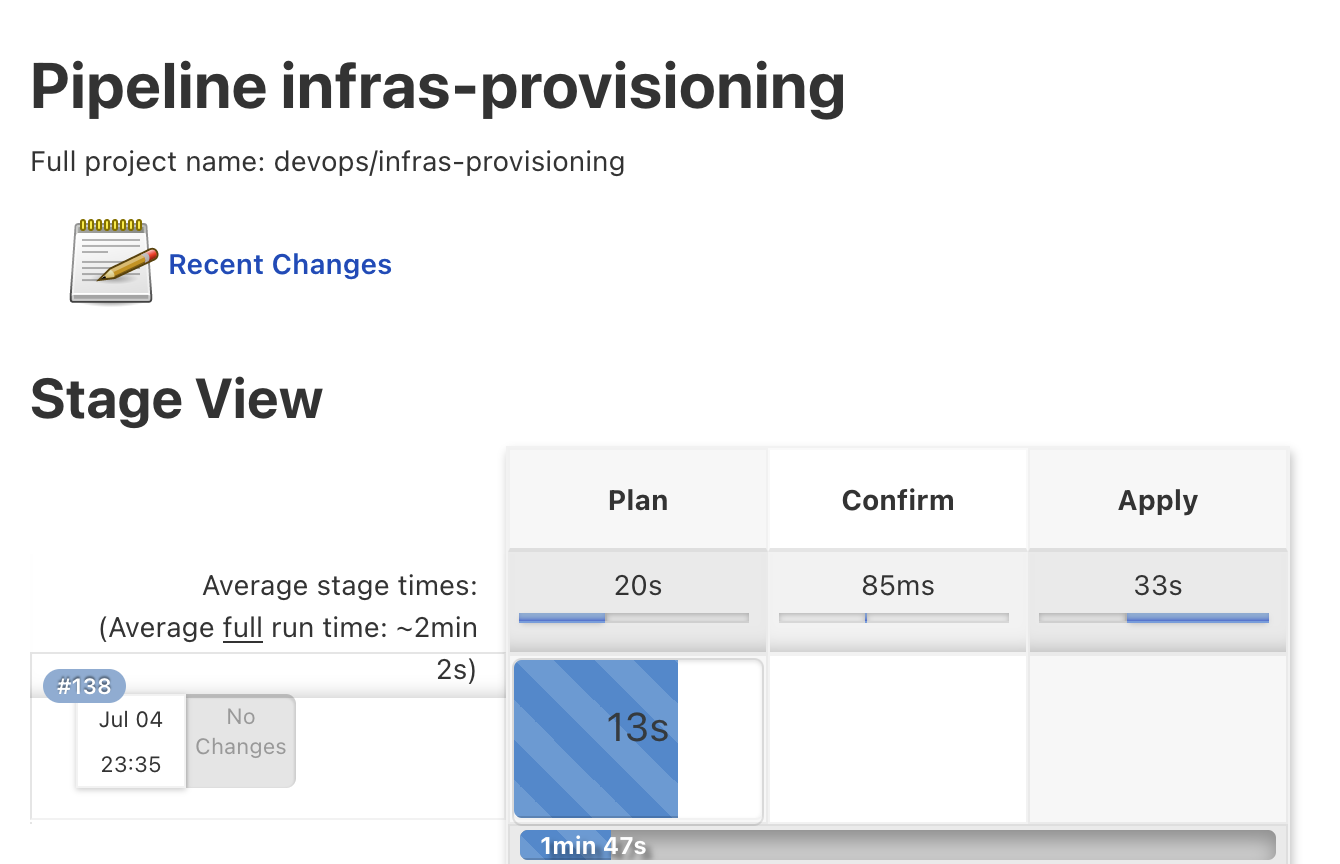 Pipeline infras-provisioning
Full project name: devops/infras-provisioning
Recent Changes
Stage View
Plan Confirm Apply
Average stage times: 20s 85ms 33s
(Average full run time: ~2min
2s)
#138
Jul 04 No
Changes
23:35
13s
1min 47s